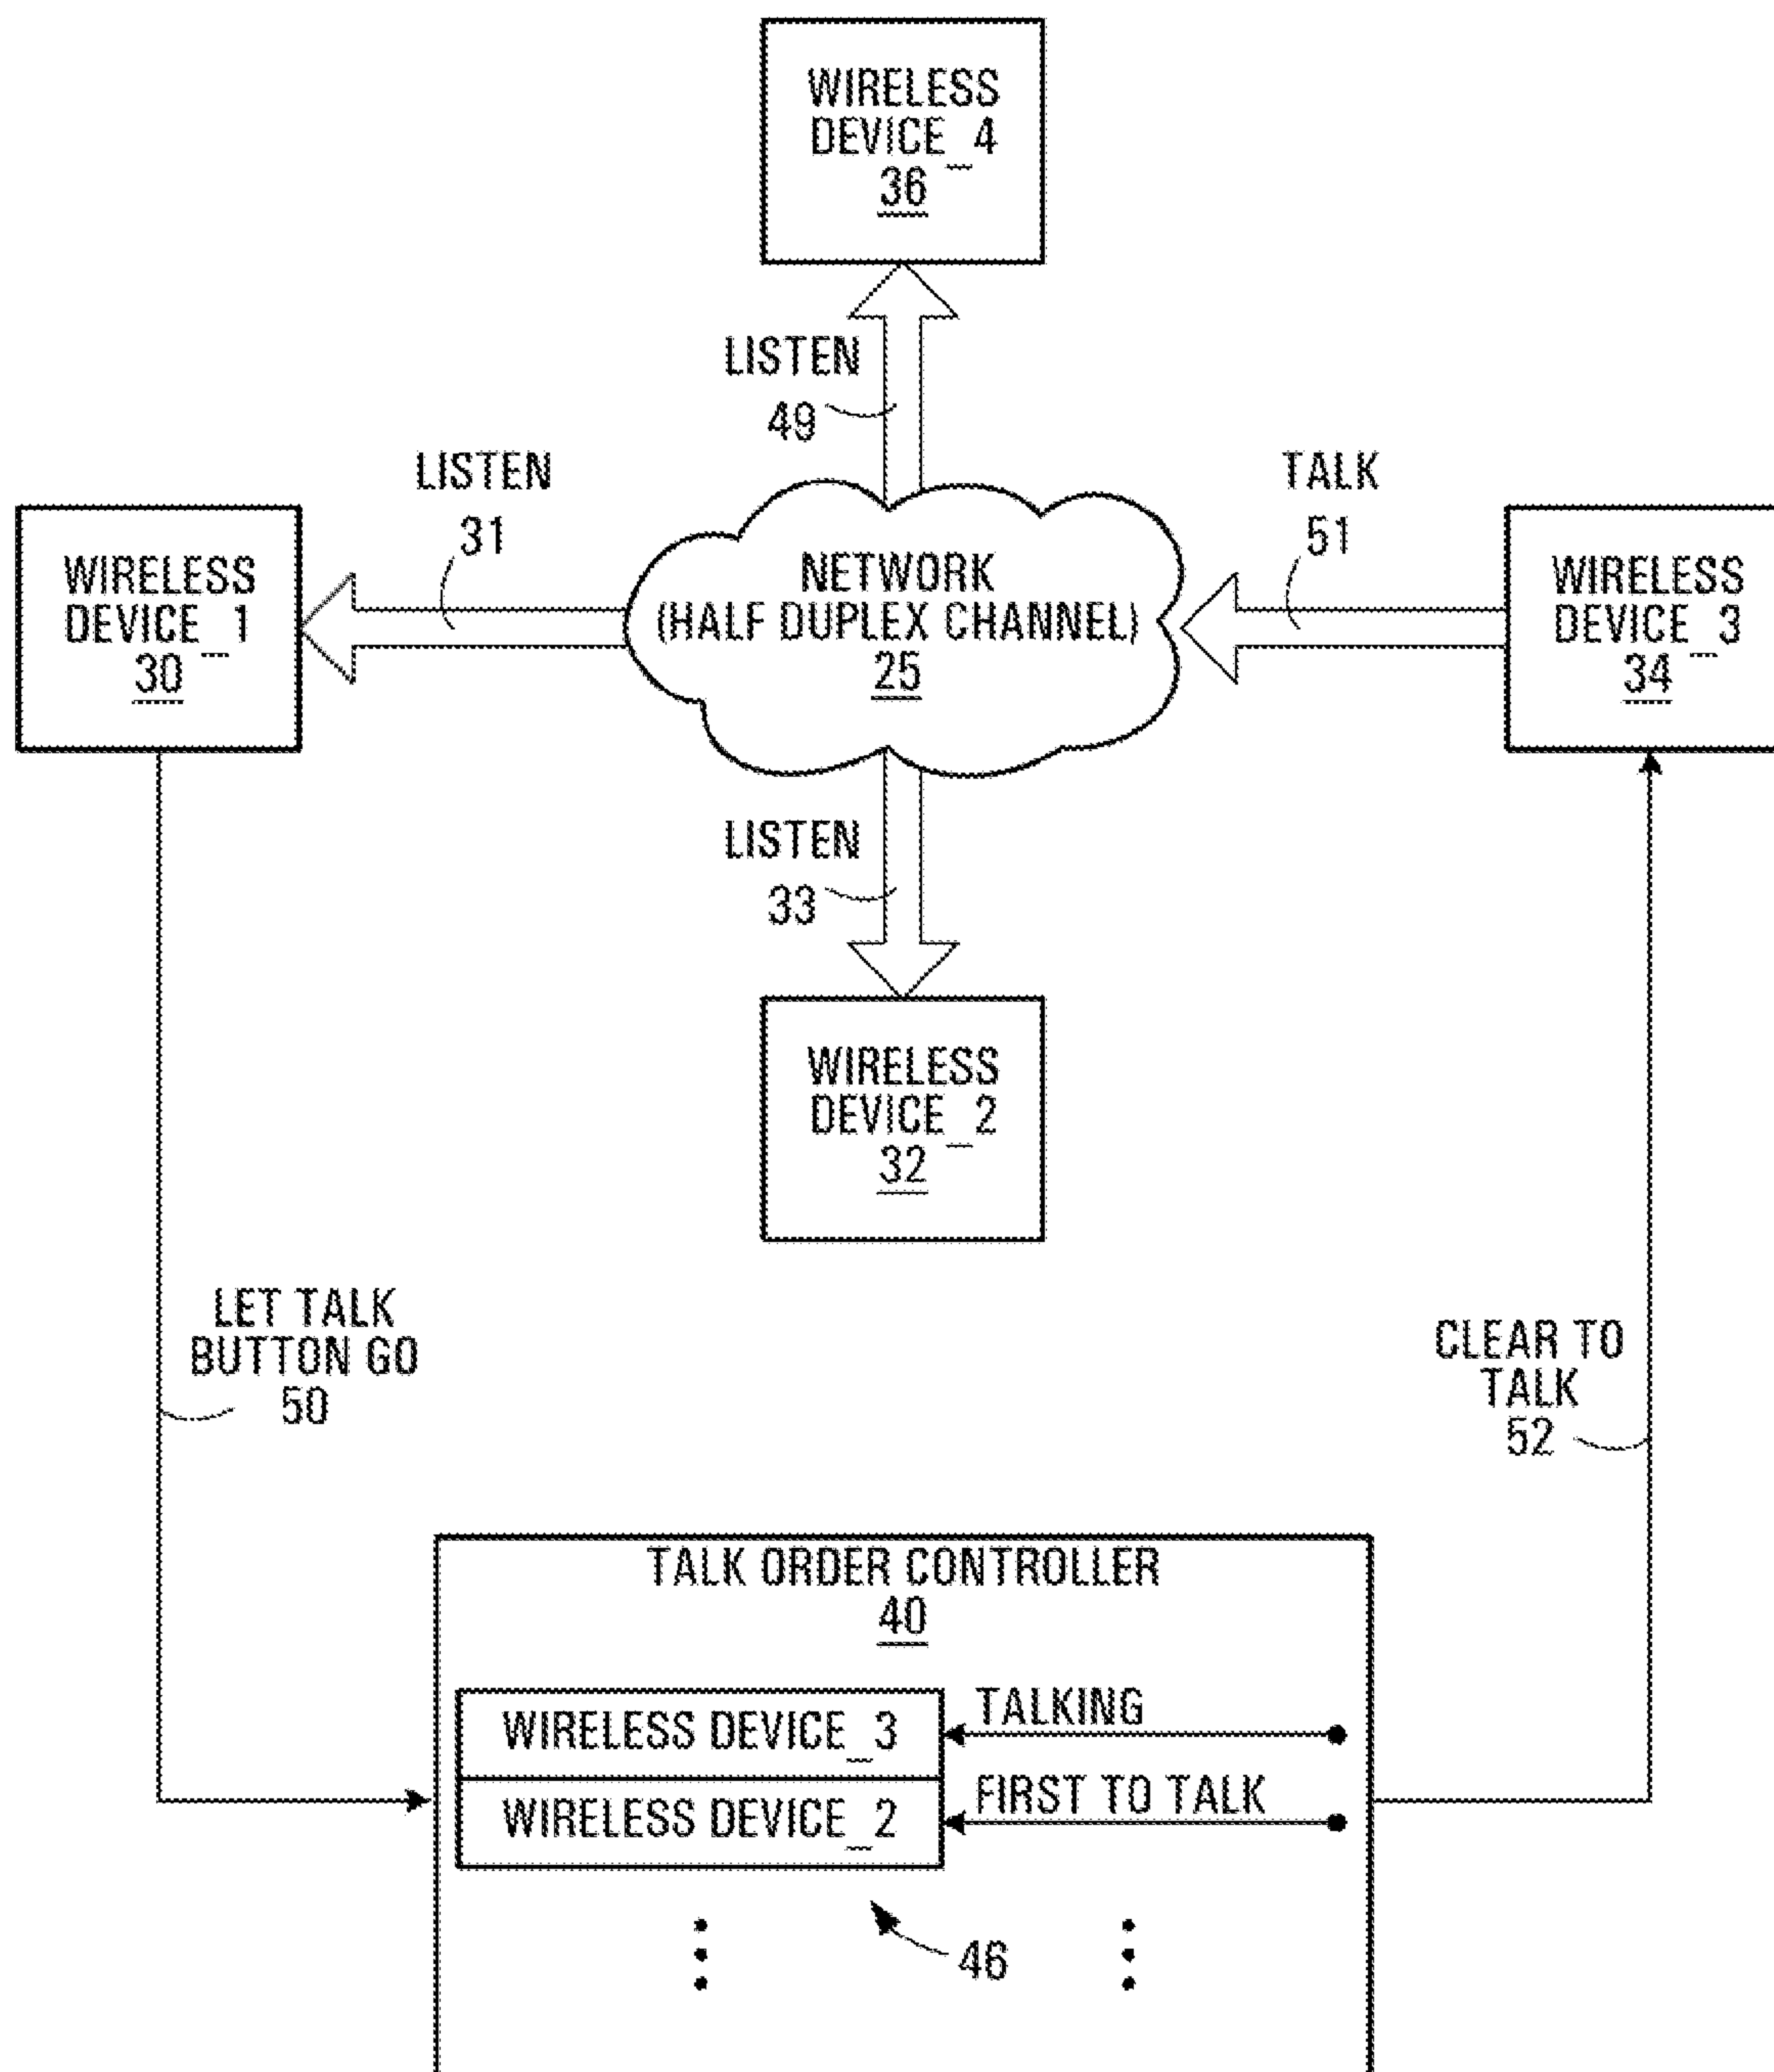 WIRELESS
DEVICE_4
36
LISTEN
49
LISTEN
31
TALK
51
WIRELESS
DEVICE_1
30
NETWORK
(HALF DUPLEX CHANNEL)
25
WIRELESS
DEVICE_3
34
LISTEN
33
WIRELESS
DEVICE_2
32
LET TALK
BUTTON GO
50
CLEAR TO
TALK
52
TALK ORDER CONTROLLER
40
WIRELESS DEVICE_3
TALKING
WIRELESS DEVICE_2
FIRST TO TALK
46